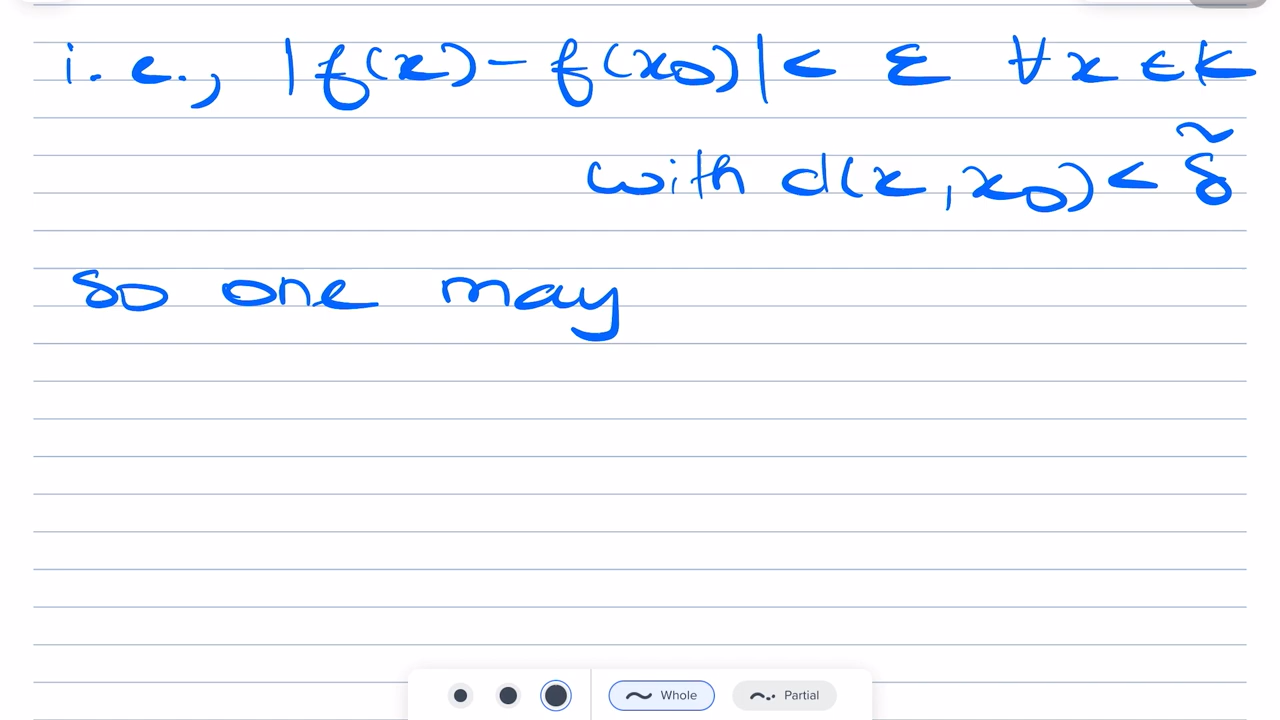 i.e., |f(x) - f(x₀)| < ε ∀ x ∈ K
with d(x, x₀) < δ̃
so one may
Whole Partial